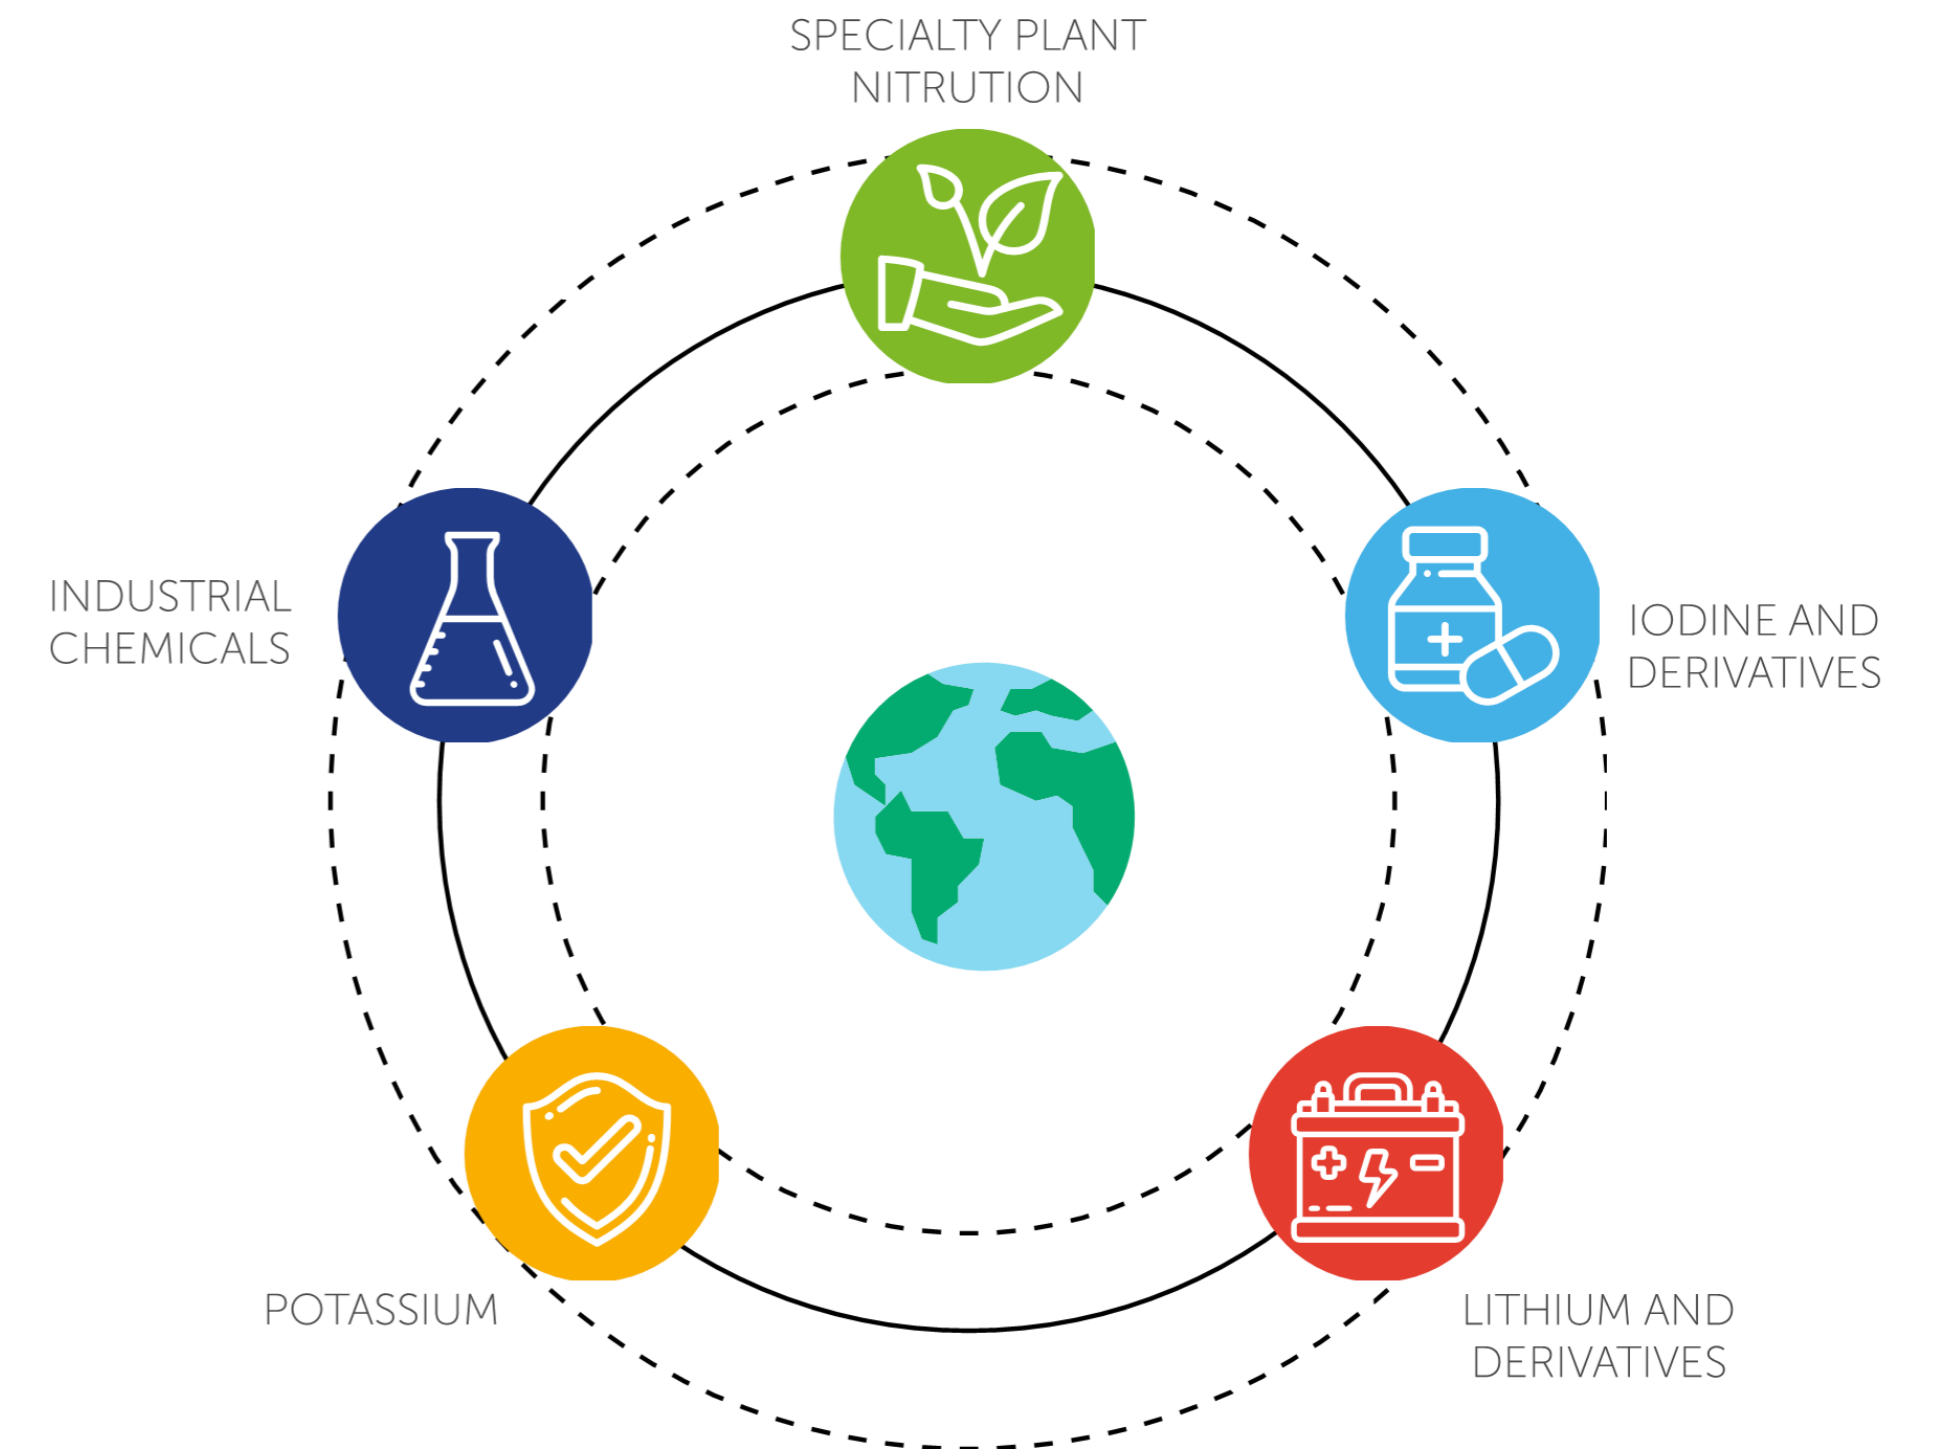 SPECIALTY PLANT
NITRUTION
INDUSTRIAL
CHEMICALS
IODINE AND
DERIVATIVES
POTASSIUM
LITHIUM AND
DERIVATIVES